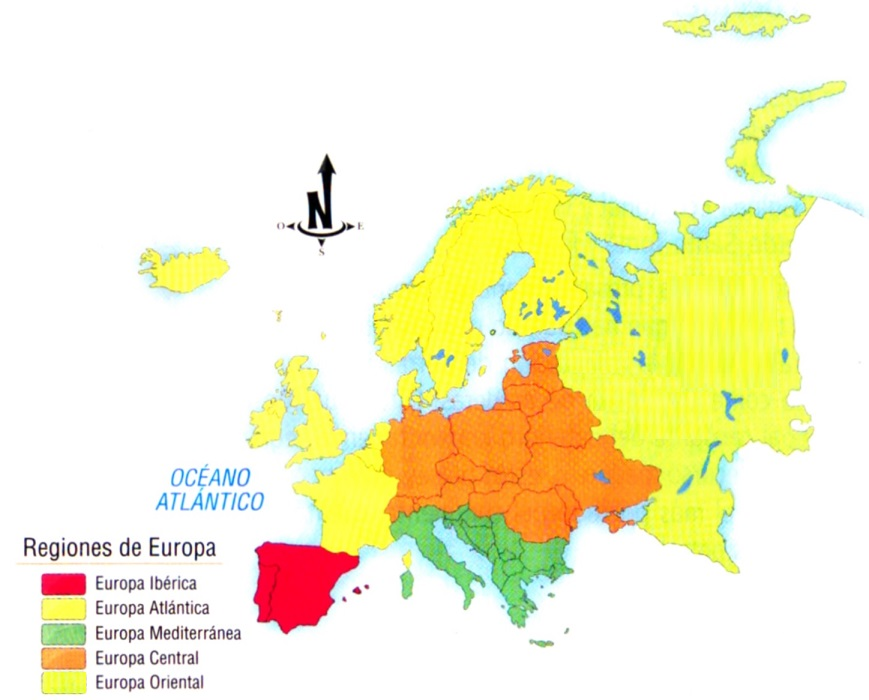 N
O
E
S
OCÉANO
ATLÁNTICO
Regiones de Europa
Europa Ibérica
Europa Atlántica
Europa Mediterránea
Europa Central
Europa Oriental